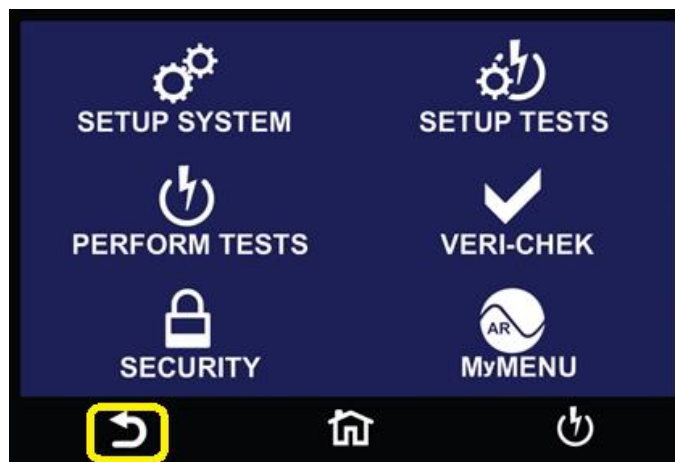 SETUP SYSTEM
SETUP TESTS
PERFORM TESTS
VERI-CHEK
SECURITY
AR
MyMENU